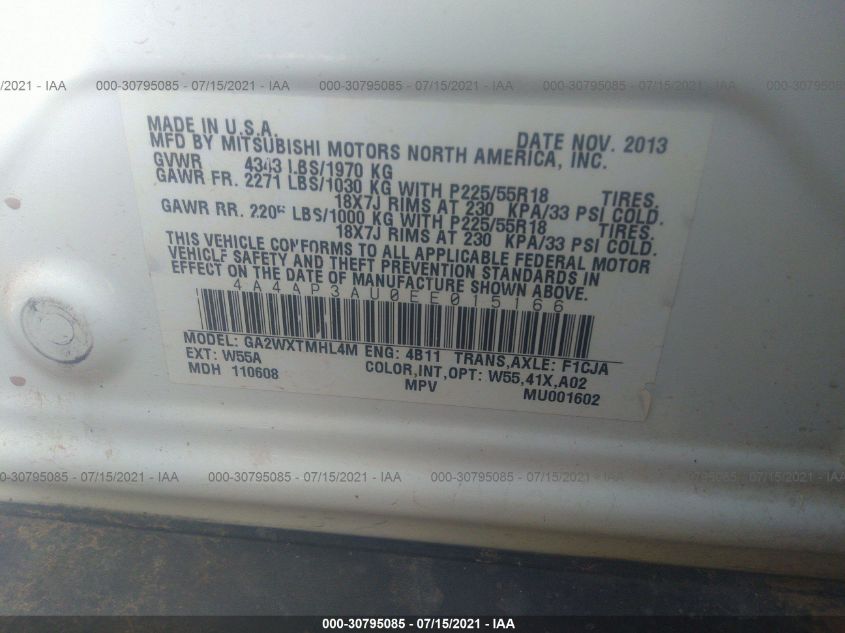 /2021 - IAA 000-30795085 - 07/15/2021 - IAA 000-30795085 - 07/15/2021 - IAA 000-30795085 - 0
MADE IN U.S.A. DATE NOV. 2013
MFD BY MITSUBISHI MOTORS NORTH AMERICA, INC.
GVWR 4343 LBS/1970 KG
GAWR FR. 2271 LBS/1030 KG WITH P225/55R18 TIRES.
18X7J RIMS AT 230 KPA/33 PSI COLD.
GAWR RR. 2205 LBS/1000 KG WITH P225/55R18 TIRES.
18X7J RIMS AT 230 KPA/33 PSI COLD.
THIS VEHICLE CONFORMS TO ALL APPLICABLE FEDERAL MOTOR
VEHICLE SAFETY AND THEFT PREVENTION STANDARDS IN
EFFECT ON THE DATE OF MANUFACTURE SHOWN ABOVE.
4A4AP3AU0EE015166
MODEL: GA2WXTMHL4M ENG: 4B11 TRANS,AXLE: F1CJA
EXT: W55A COLOR,INT,OPT: W55,41X,A02
MDH 110608 MPV MU001602
0-30795085 - 07/15/2021 - IAA 000-30795085 - 07/15/2021 - IAA 000-30795085 - 07/15/2021 - IAA
000-30795085 - 07/15/2021 - IAA